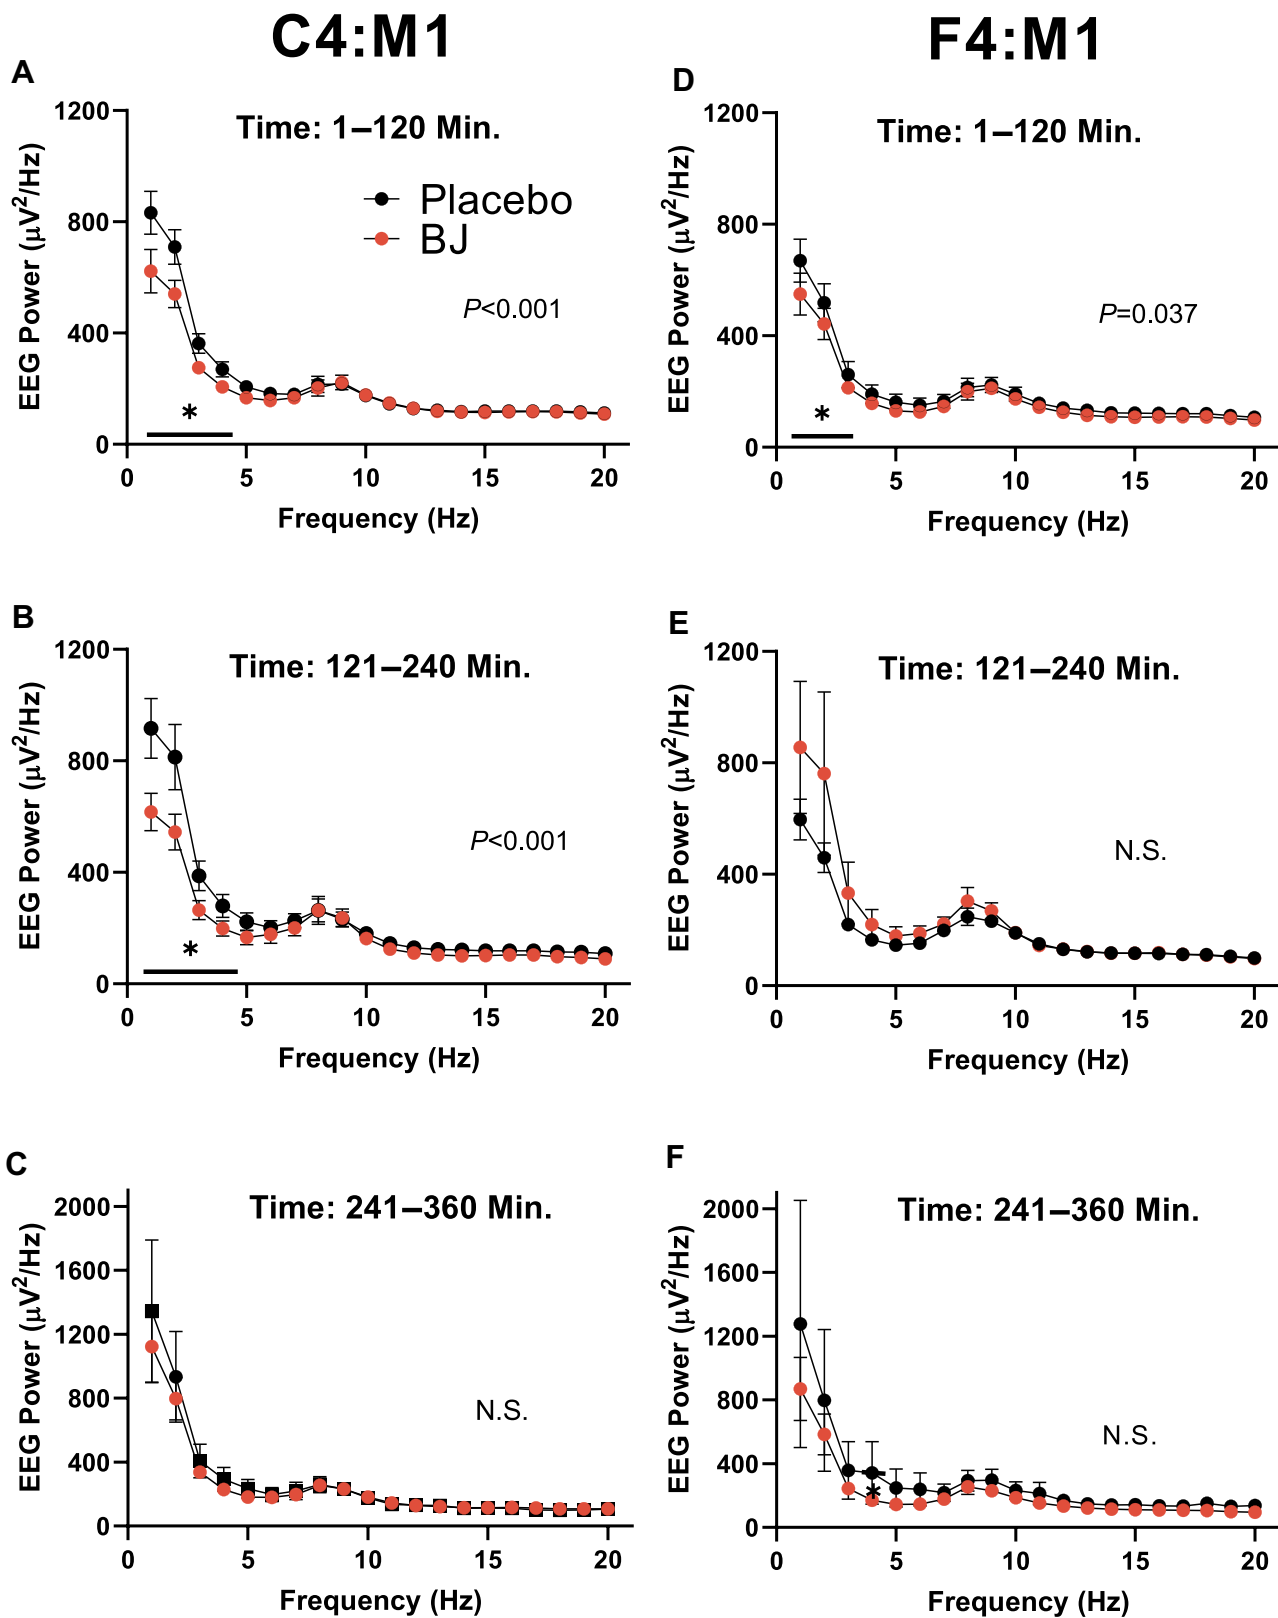 C4:M1
F4:M1
A
1200
800
400
0
EEG Power (μV²/Hz)
Time: 1–120 Min.
Placebo
BJ
P<0.001
*
0 5 10 15 20
Frequency (Hz)
D
1200
800
400
0
EEG Power (μV²/Hz)
Time: 1–120 Min.
P=0.037
*
0 5 10 15 20
Frequency (Hz)
B
1200
800
400
0
EEG Power (μV²/Hz)
Time: 121–240 Min.
P<0.001
*
0 5 10 15 20
Frequency (Hz)
E
1200
800
400
0
EEG Power (μV²/Hz)
Time: 121–240 Min.
N.S.
0 5 10 15 20
Frequency (Hz)
C
2000
1600
1200
800
400
0
EEG Power (μV²/Hz)
Time: 241–360 Min.
N.S.
0 5 10 15 20
Frequency (Hz)
F
2000
1600
1200
800
400
0
EEG Power (μV²/Hz)
Time: 241–360 Min.
N.S.
*
0 5 10 15 20
Frequency (Hz)